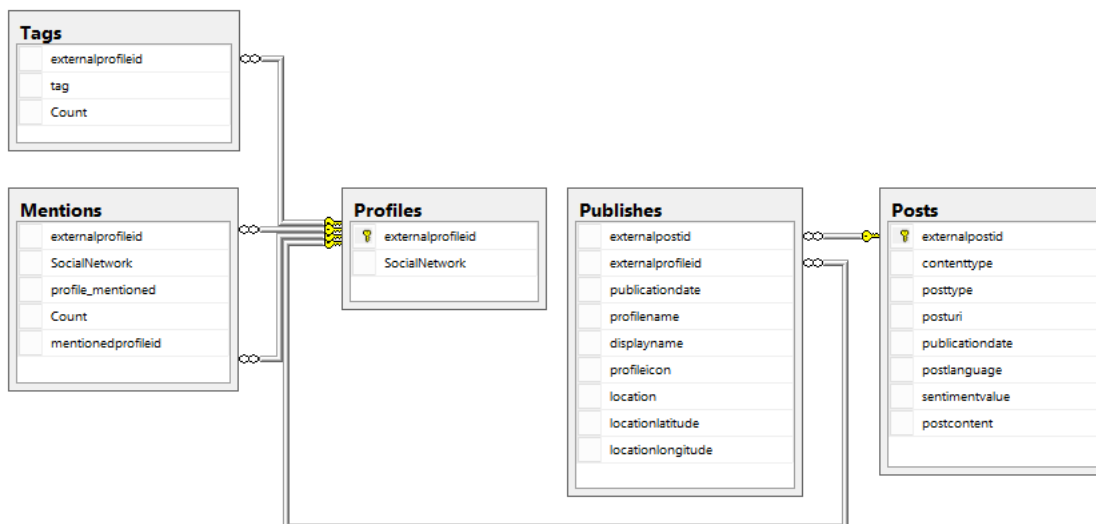 Tags
externalprofileid
tag
Count
Mentions
externalprofileid
SocialNetwork
profile_mentioned
Count
mentionedprofileid
Profiles
externalprofileid
SocialNetwork
Publishes
externalpostid
externalprofileid
publicationdate
profilename
displayname
profileicon
location
locationlatitude
locationlongitude
Posts
externalpostid
contenttype
posttype
posturi
publicationdate
postlanguage
sentimentvalue
postcontent